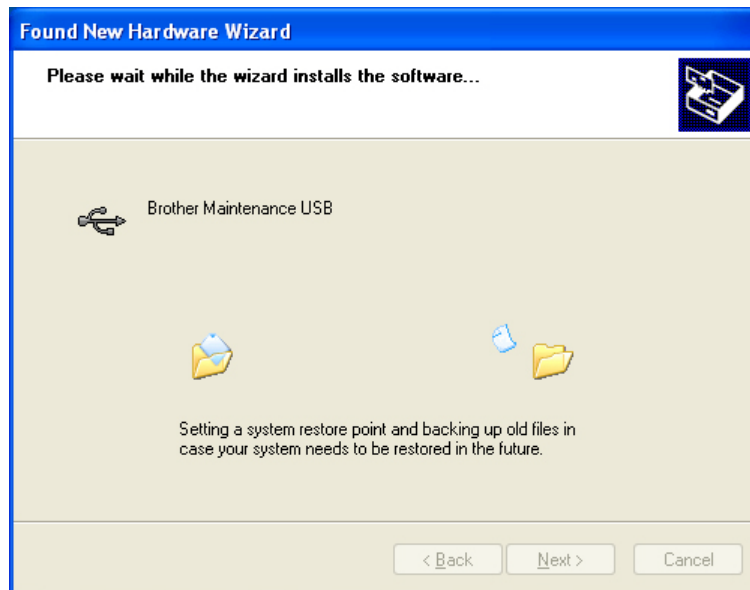 Found New Hardware Wizard
Please wait while the wizard installs the software...
Brother Maintenance USB
Setting a system restore point and backing up old files in
case your system needs to be restored in the future.
< Back
Next >
Cancel